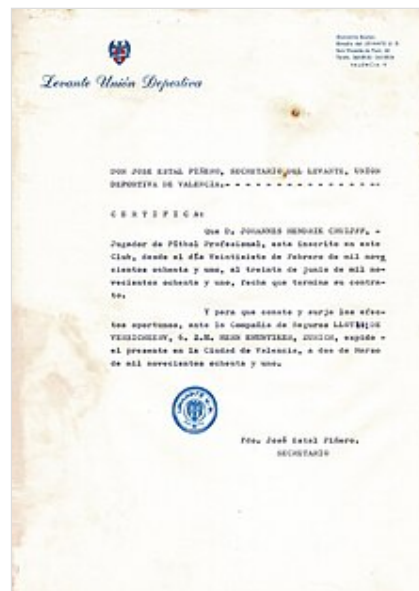 Levante Unión Deportiva
DON JOSE ESTAL PIÑERO, SECRETARIO DEL LEVANTE, UNIÓN
DEPORTIVA DE VALENCIA,- - - - - - - - - - - - - - -
C E R T I F I C A:
Que D. JOHANNES HENDRIK CRUIJFF, -
Jugador de Fútbol Profesional, esta inscrito en este
Club, desde el día Veintisiete de Febrero de mil nove
cientos ochenta y uno, al treinta de junio de mil no-
vecientos ochenta y uno, fecha que termina su contra-
to.
Y para que conste y surja los efec-
tos oportunos, ante la Compañía de Seguros
expide -
el presente en la Ciudad de Valencia, a dos de Marzo
de mil novecientos ochenta y uno.
LEVANTE U.D.
Fdo. José Estal Piñero.
SECRETARIO